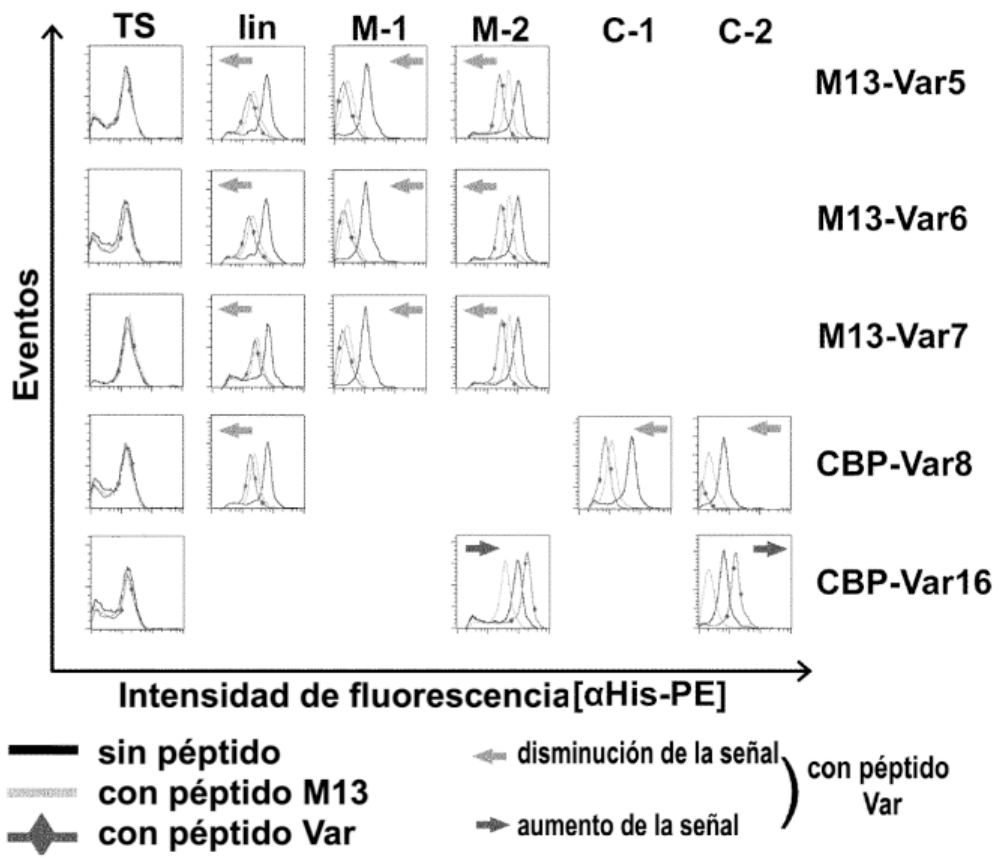 TS lin M-1 M-2 C-1 C-2
M13-Var5
M13-Var6
M13-Var7
CBP-Var8
CBP-Var16
Eventos
Intensidad de fluorescencia[αHis-PE]
sin péptido
con péptido M13
con péptido Var
disminución de la señal
aumento de la señal
con péptido
Var